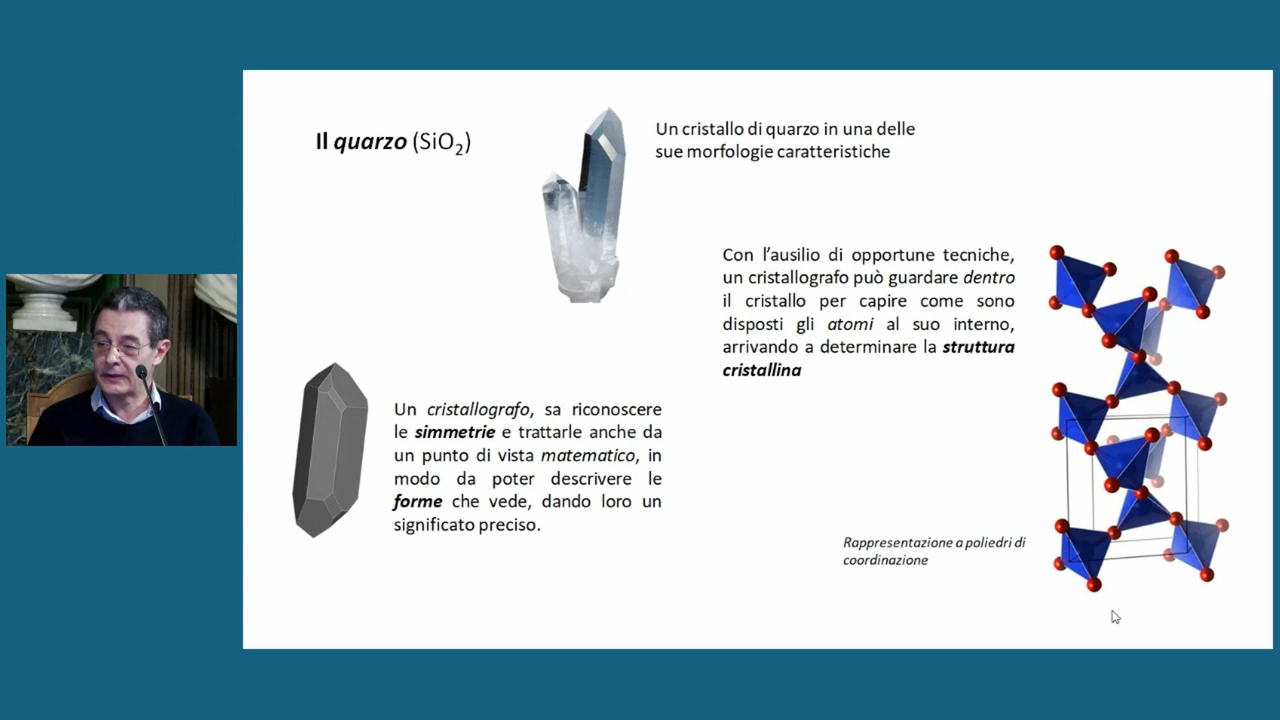 Il quarzo (SiO₂)
Un cristallo di quarzo in una delle
sue morfologie caratteristiche
Con l’ausilio di opportune tecniche,
un cristallografo può guardare dentro
il cristallo per capire come sono
disposti gli atomi al suo interno,
arrivando a determinare la struttura
cristallina
Un cristallografo, sa riconoscere
le simmetrie e trattarle anche da
un punto di vista matematico, in
modo da poter descrivere le
forme che vede, dando loro un
significato preciso.
Rappresentazione a poliedri di
coordinazione